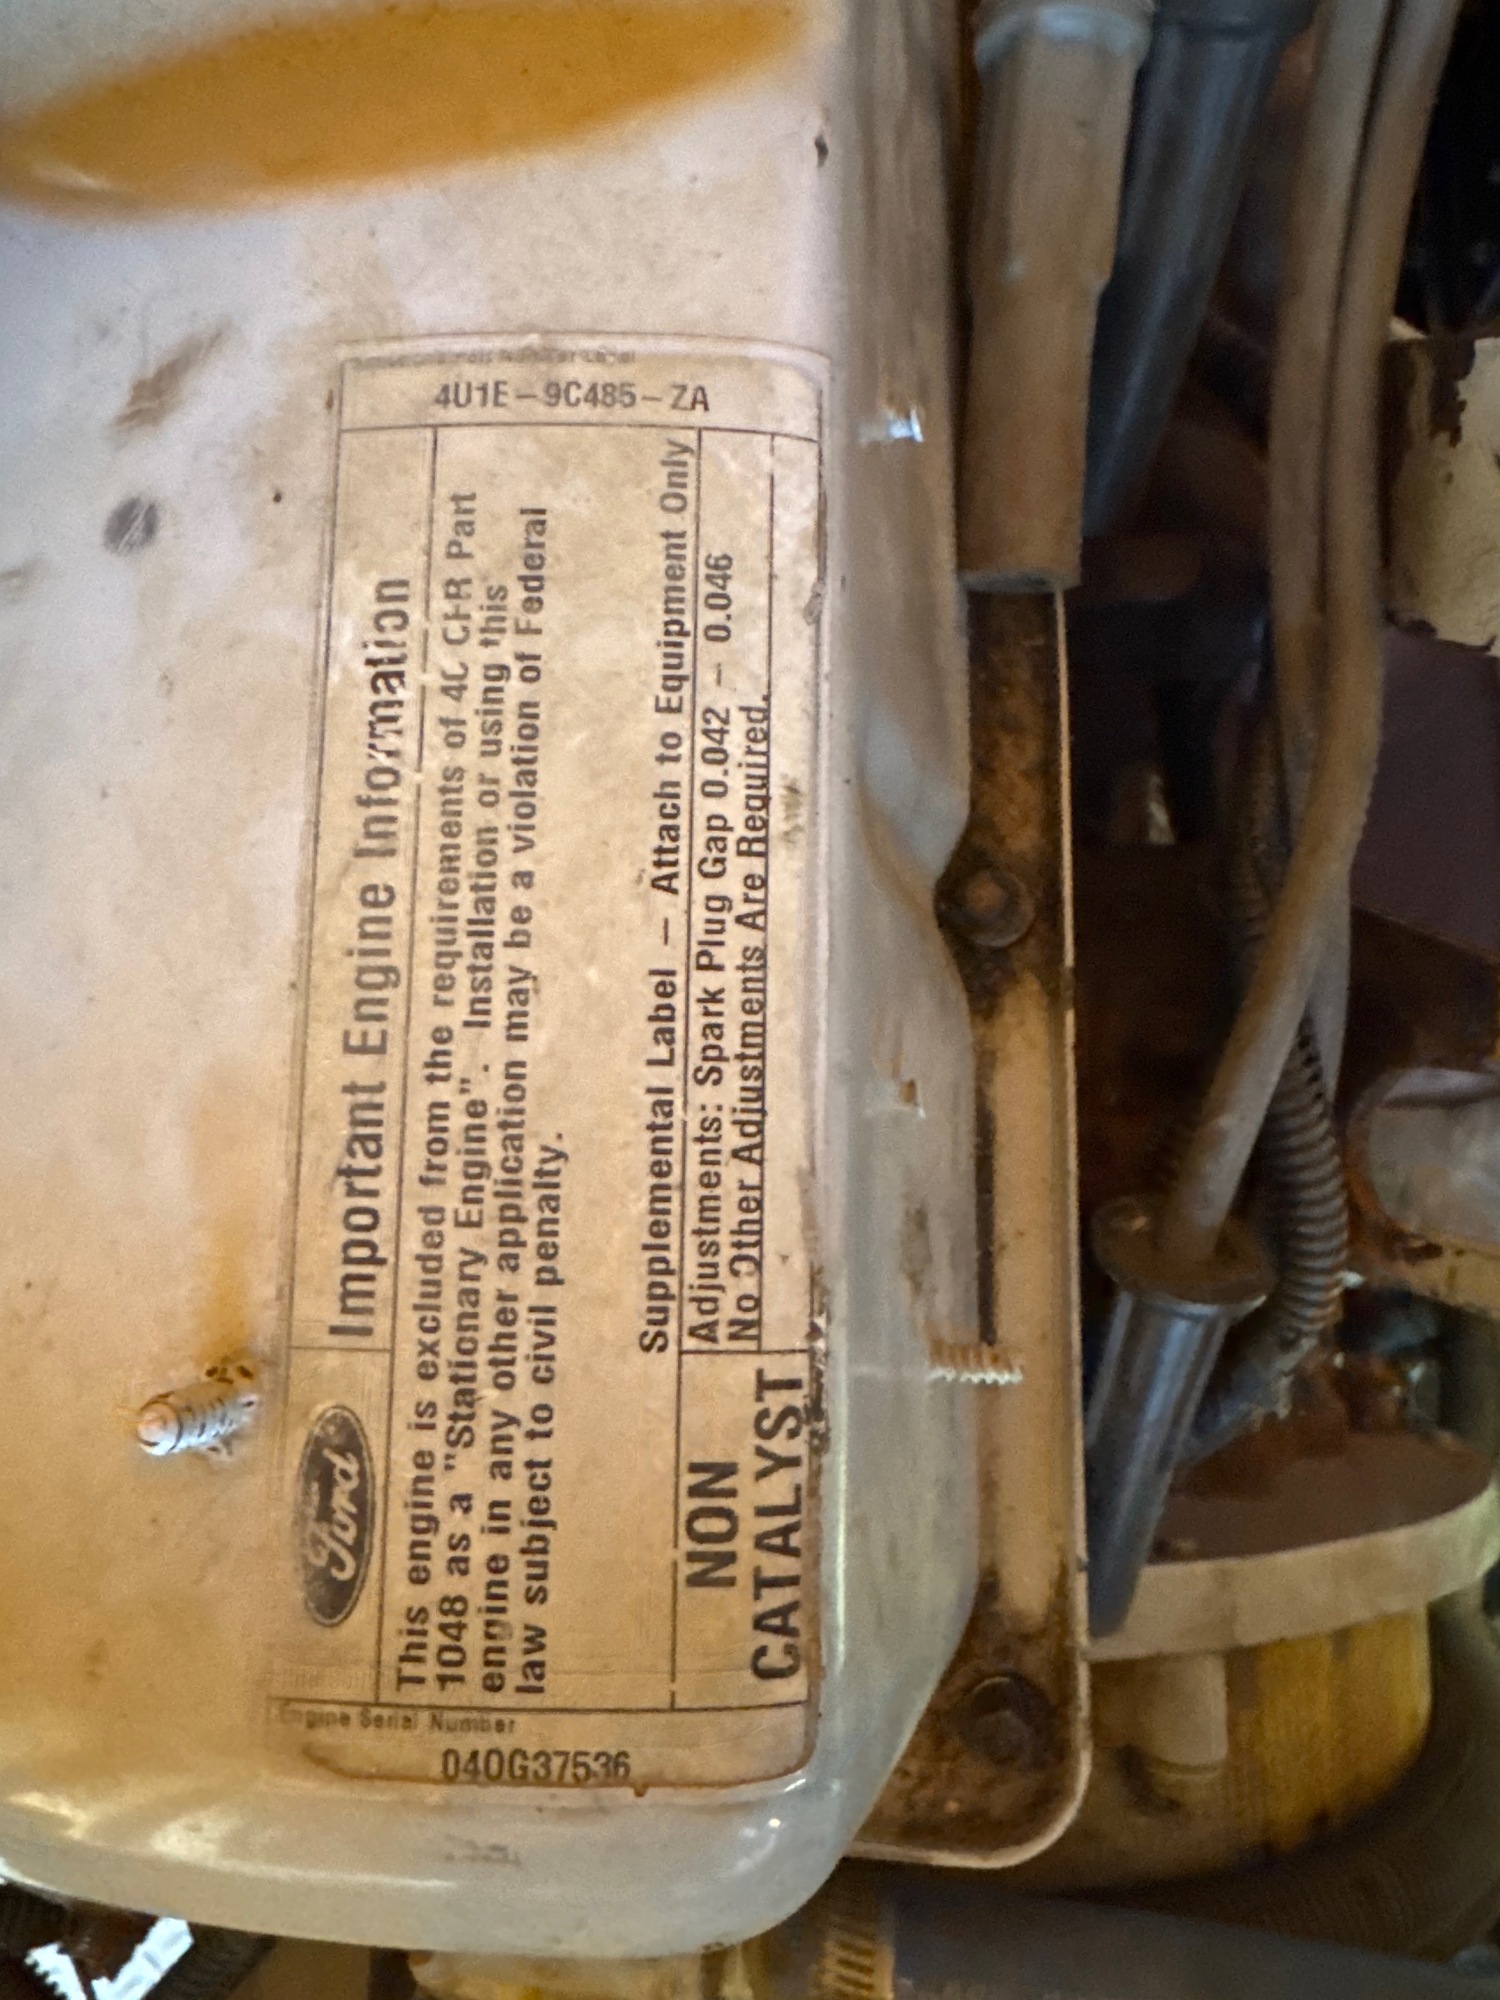 4U1E-9C485-ZA
Ford
Important Engine Information
This engine is excluded from the requirements of 40 CFR Part
1048 as a "Stationary Engine". Installation or using this
engine in any other application may be a violation of Federal
law subject to civil penalty.
Supplemental Label - Attach to Equipment Only
NON
CATALYST
Adjustments: Spark Plug Gap 0.042 - 0.046
No Other Adjustments Are Required.
Engine Serial Number
04OG37536